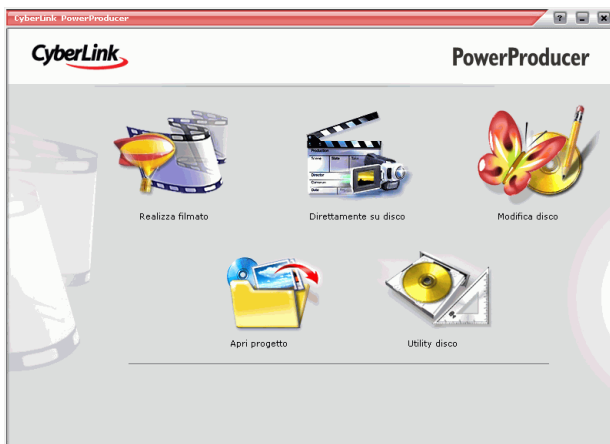 CyberLink PowerProducer
CyberLink
PowerProducer
Realizza filmato
Direttamente su disco
Modifica disco
Apri progetto
Utility disco